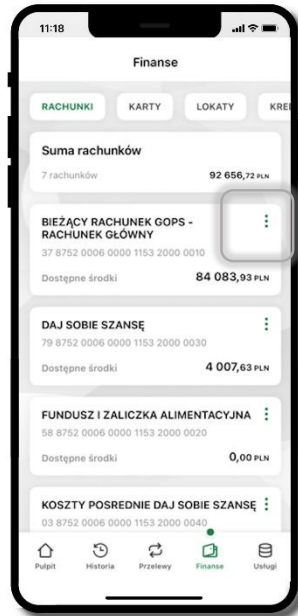 11:18
Finanse
RACHUNKI KARTY LOKATY KRE
Suma rachunków
7 rachunków 92 656,72 PLN
BIEŻĄCY RACHUNEK GOPS -
RACHUNEK GŁÓWNY
37 8752 0006 0000 1153 2000 0010
Dostępne środki 84 083,93 PLN
DAJ SOBIE SZANSĘ
79 8752 0006 0000 1153 2000 0030
Dostępne środki 4 007,63 PLN
FUNDUSZ I ZALICZKA ALIMENTACYJNA
58 8752 0006 0000 1153 2000 0020
Dostępne środki 0,00 PLN
KOSZTY POSREDNIE DAJ SOBIE SZANSĘ
03 8752 0006 0000 1153 2000 0040
Pulpit Historia Przelewy Finanse Usługi